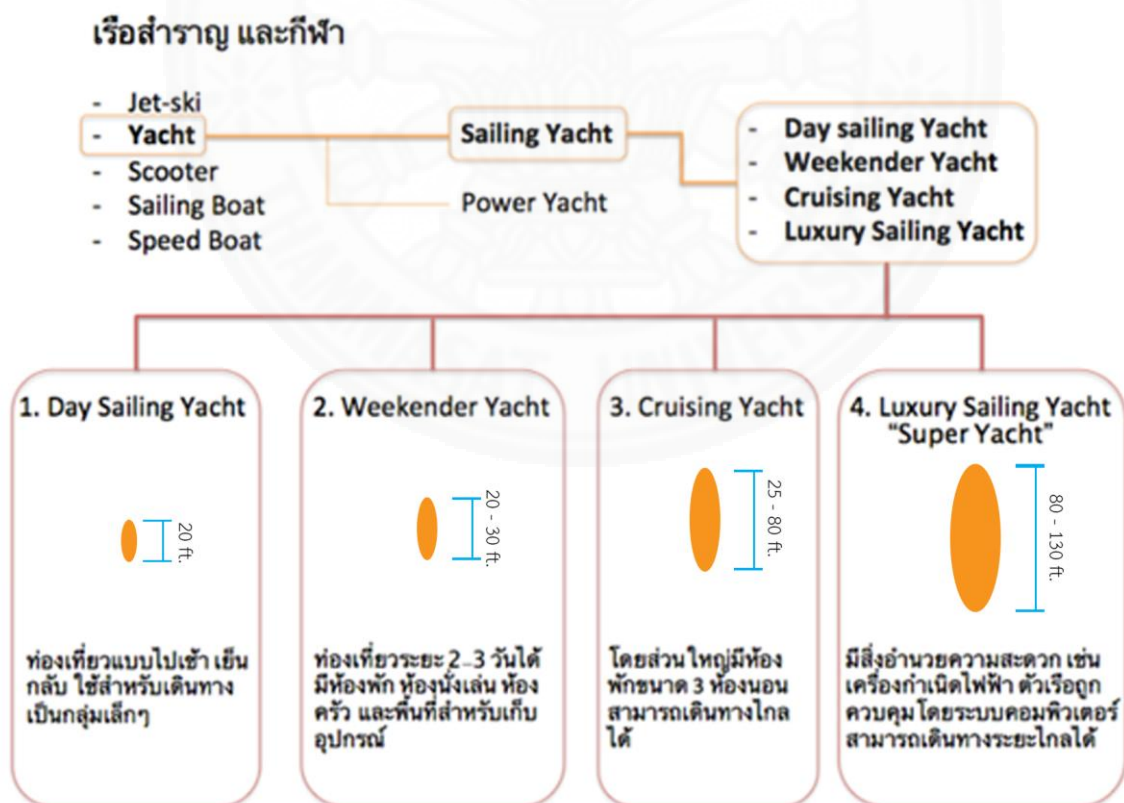 เรือสำราญ และกีฬา
- Jet-ski
- Yacht
- Scooter
- Sailing Boat
- Speed Boat
Sailing Yacht
Power Yacht
- Day sailing Yacht
- Weekender Yacht
- Cruising Yacht
- Luxury Sailing Yacht
1. Day Sailing Yacht
20 ft.
ท่องเที่ยวแบบไปเช้า เย็น
กลับ ใช้สำหรับเดินทาง
เป็นกลุ่มเล็กๆ
2. Weekender Yacht
20 - 30 ft.
ท่องเที่ยวระยะ 2-3 วันได้
มีห้องพัก ห้องนั่งเล่น ห้อง
ครัว และพื้นที่สำหรับเก็บ
อุปกรณ์
3. Cruising Yacht
25 - 80 ft.
โดยส่วนใหญ่มีห้อง
พักขนาด 3 ห้องนอน
สามารถเดินทางไกล
ได้
4. Luxury Sailing Yacht
"Super Yacht"
80 - 130 ft.
มีสิ่งอำนวยความสะดวก เช่น
เครื่องกำเนิดไฟฟ้า ตัวเรือถูก
ควบคุมโดยระบบคอมพิวเตอร์
สามารถเดินทางระยะไกลได้